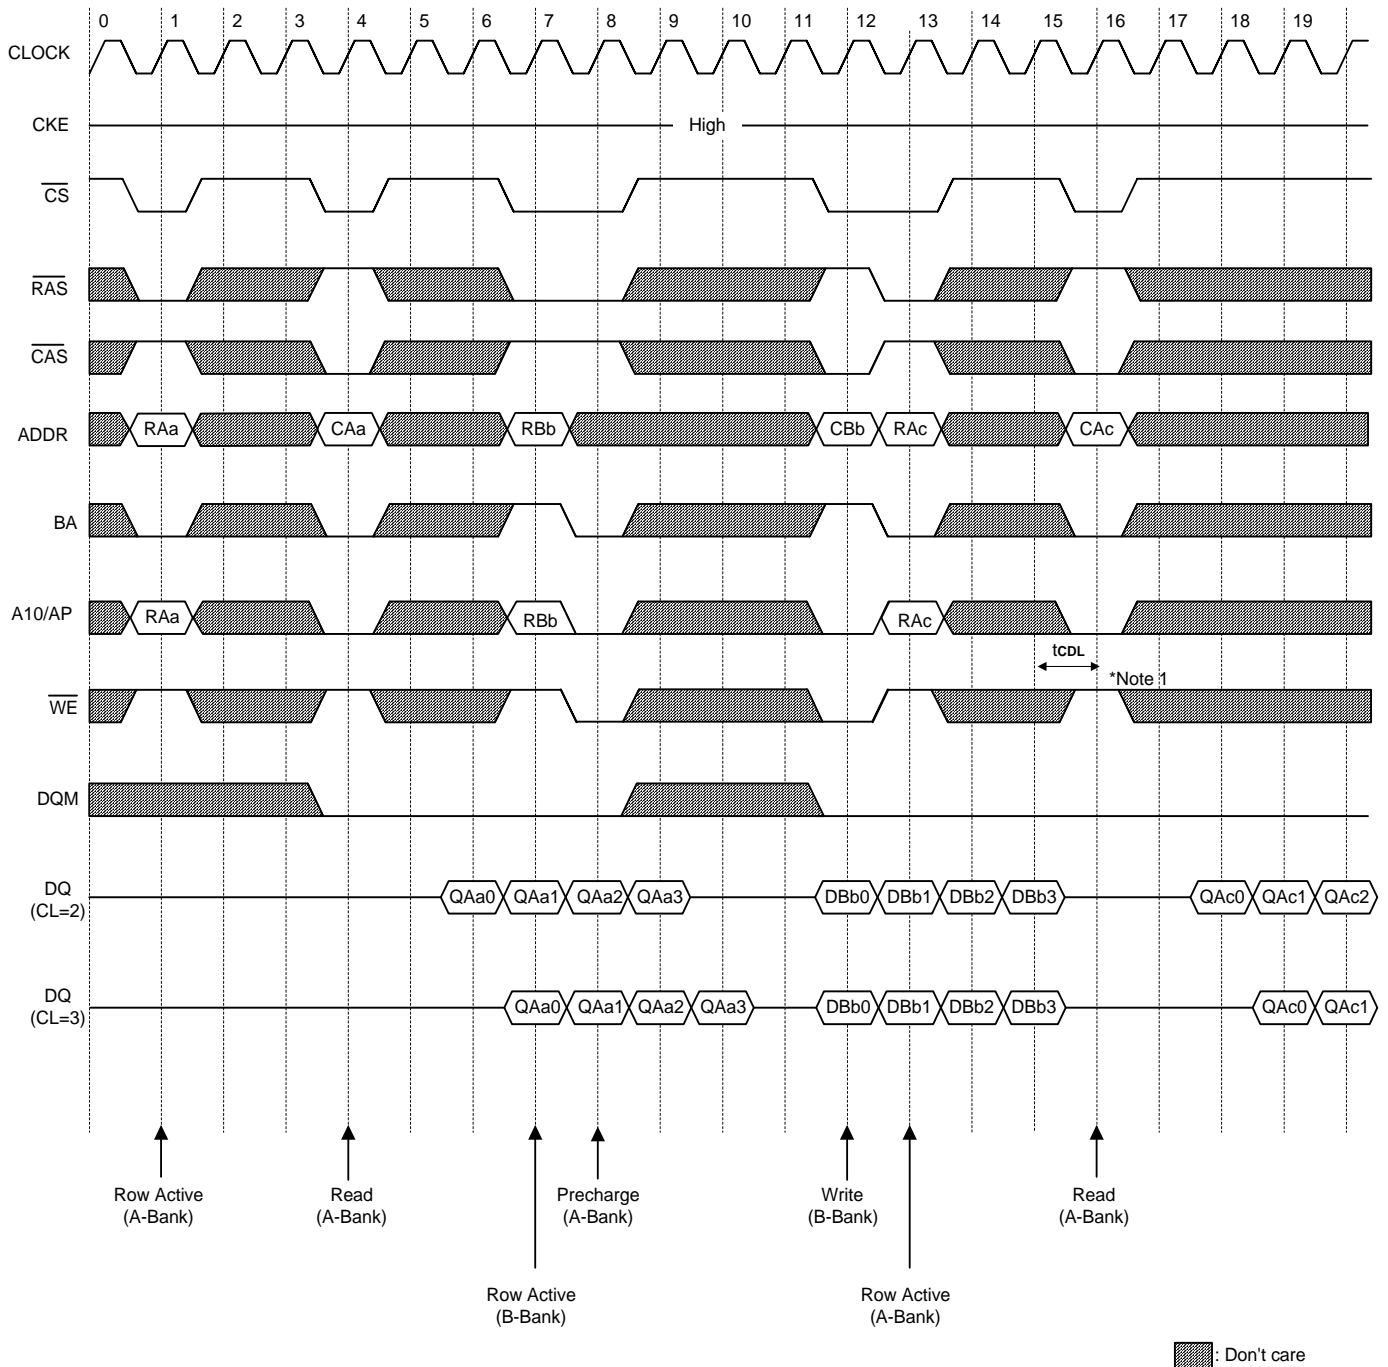 0 1 2 3 4 5 6 7 8 9 10 11 12 13 14 15 16 17 18 19
CLOCK
CKE High
CS
RAS
CAS
ADDR RAa CAa RBb CBb RAc CAc
BA
A10/AP RAa RBb RAc
tCDL
*Note 1
WE
DQM
DQ
(CL=2)
QAa0 QAa1 QAa2 QAa3 DBb0 DBb1 DBb2 DBb3 QAc0 QAc1 QAc2
DQ
(CL=3)
QAa0 QAa1 QAa2 QAa3 DBb0 DBb1 DBb2 DBb3 QAc0 QAc1
Row Active
(A-Bank)
Read
(A-Bank)
Precharge
(A-Bank)
Write
(B-Bank)
Read
(A-Bank)
Row Active
(B-Bank)
Row Active
(A-Bank)
: Don't care